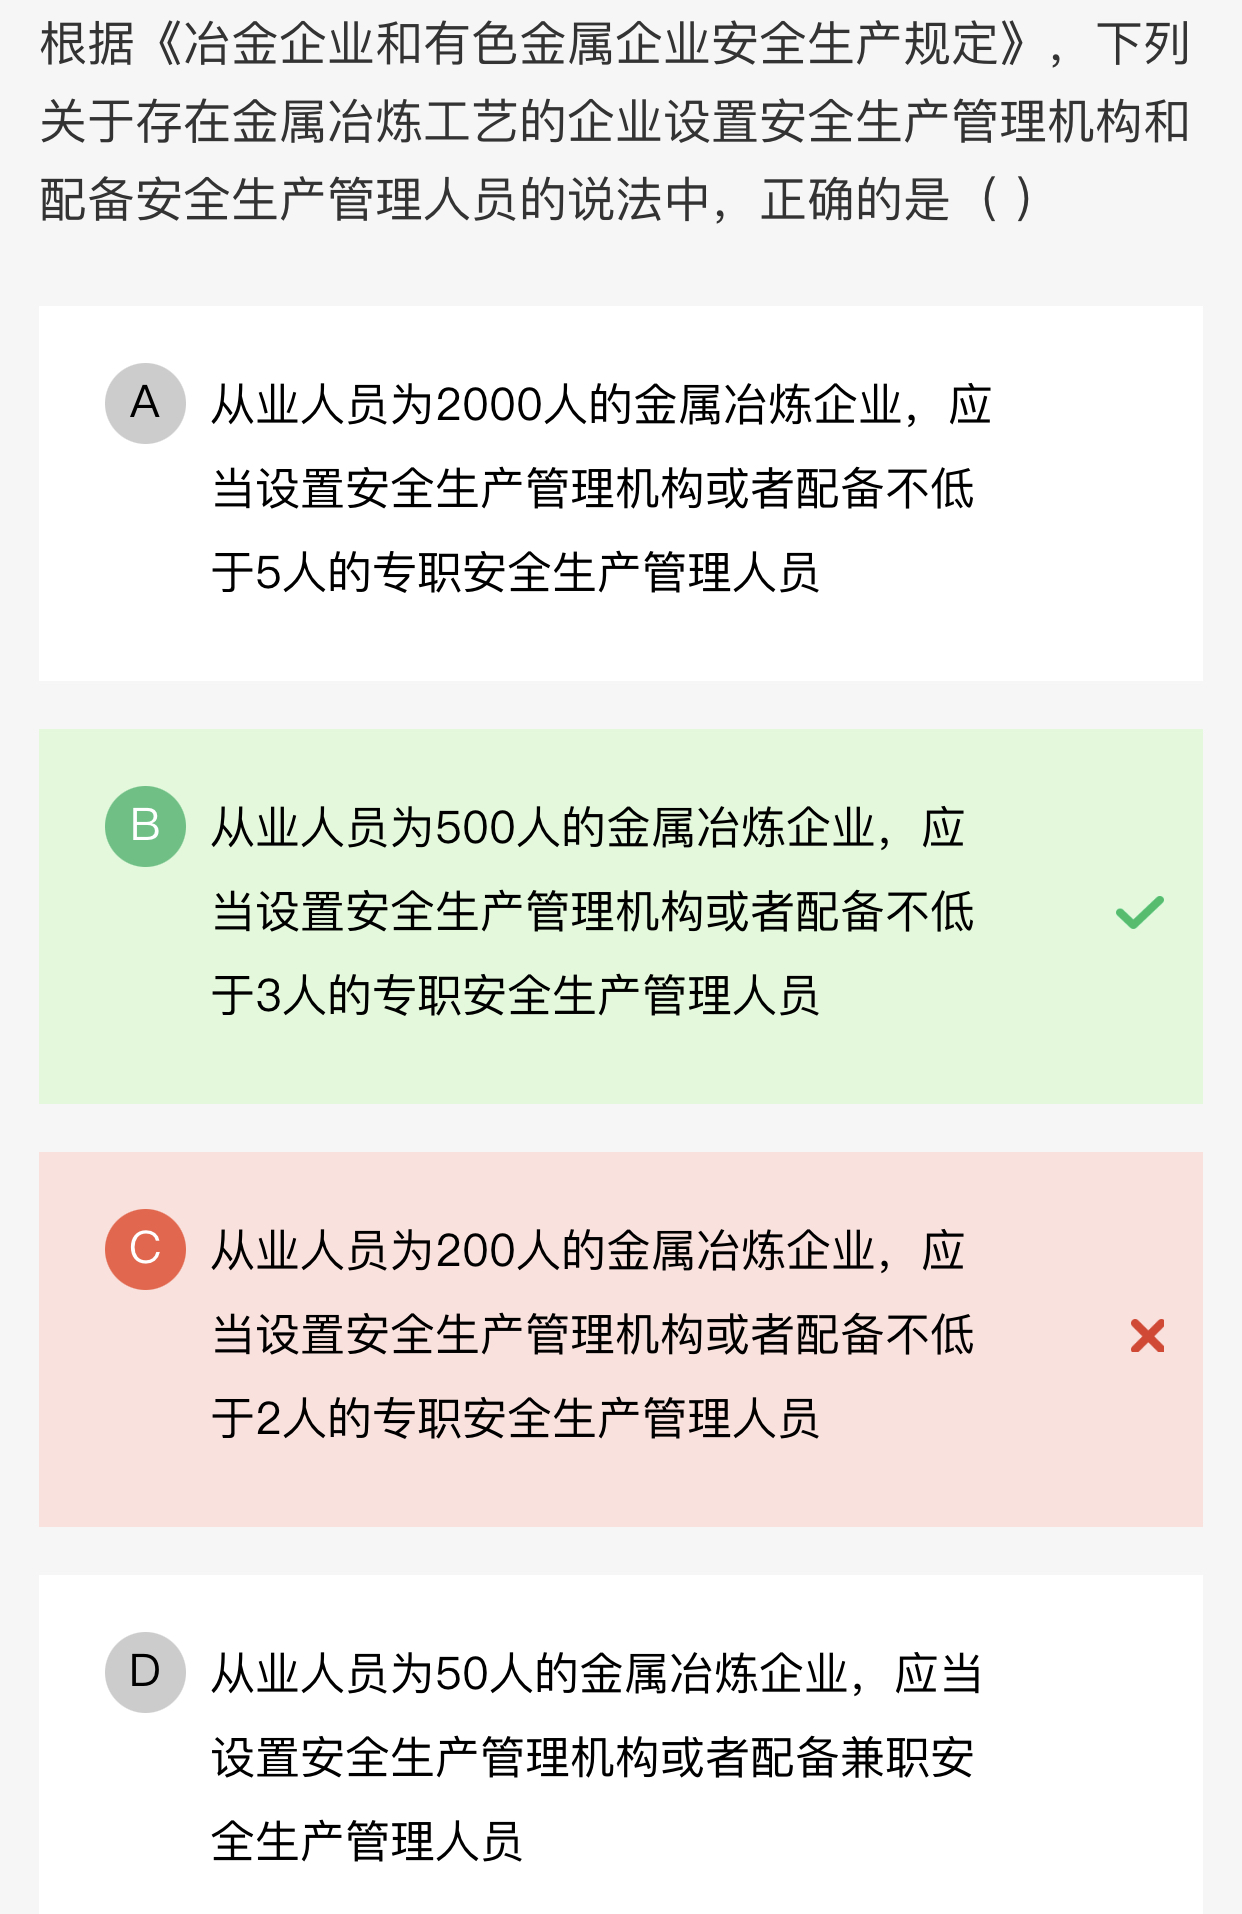 根据《冶金企业和有色金属企业安全生产规定》，下列
关于存在金属冶炼工艺的企业设置安全生产管理机构和
配备安全生产管理人员的说法中，正确的是（ ）
A 从业人员为2000人的金属冶炼企业，应
当设置安全生产管理机构或者配备不低
于5人的专职安全生产管理人员
B 从业人员为500人的金属冶炼企业，应
当设置安全生产管理机构或者配备不低
于3人的专职安全生产管理人员
C 从业人员为200人的金属冶炼企业，应
当设置安全生产管理机构或者配备不低
于2人的专职安全生产管理人员
D 从业人员为50人的金属冶炼企业，应当
设置安全生产管理机构或者配备兼职安
全生产管理人员